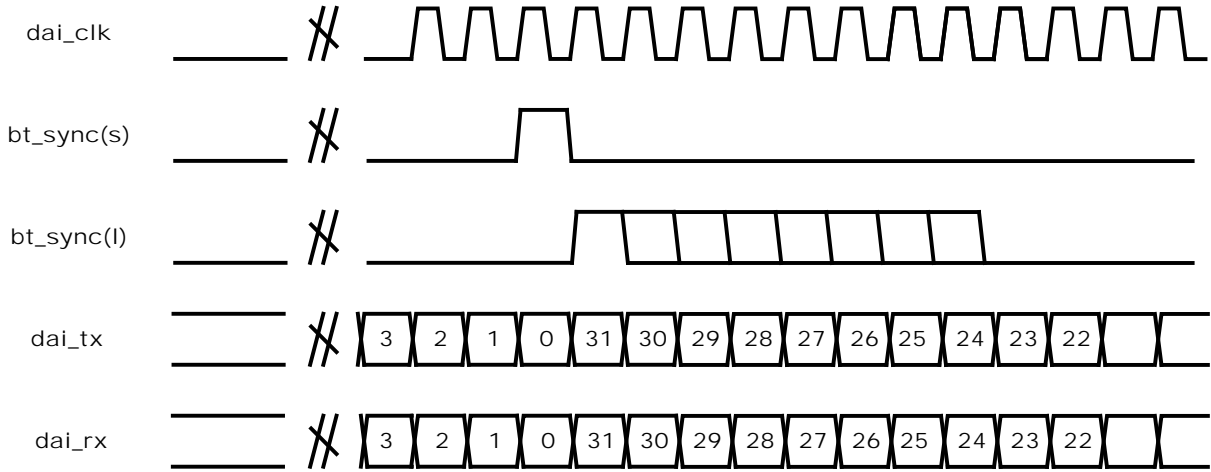 dai_clk
bt_sync(s)
bt_sync(l)
dai_tx 3 2 1 0 31 30 29 28 27 26 25 24 23 22
dai_rx 3 2 1 0 31 30 29 28 27 26 25 24 23 22